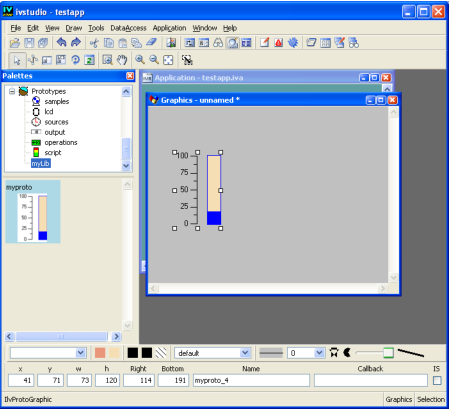 ivstudio - testapp
File Edit View Draw Tools DataAccess Application Window Help
Palettes
Application - testapp.iva
Prototypes
samples
lcd
sources
output
operations
script
myLib
Graphics - unnamed *
100
75
50
25
0
myproto
100
75
50
25
0
default
0
x y w h Right Bottom Name Callback IS
41 71 73 120 114 191 myproto_4
IlvProtoGraphic Graphics Selection